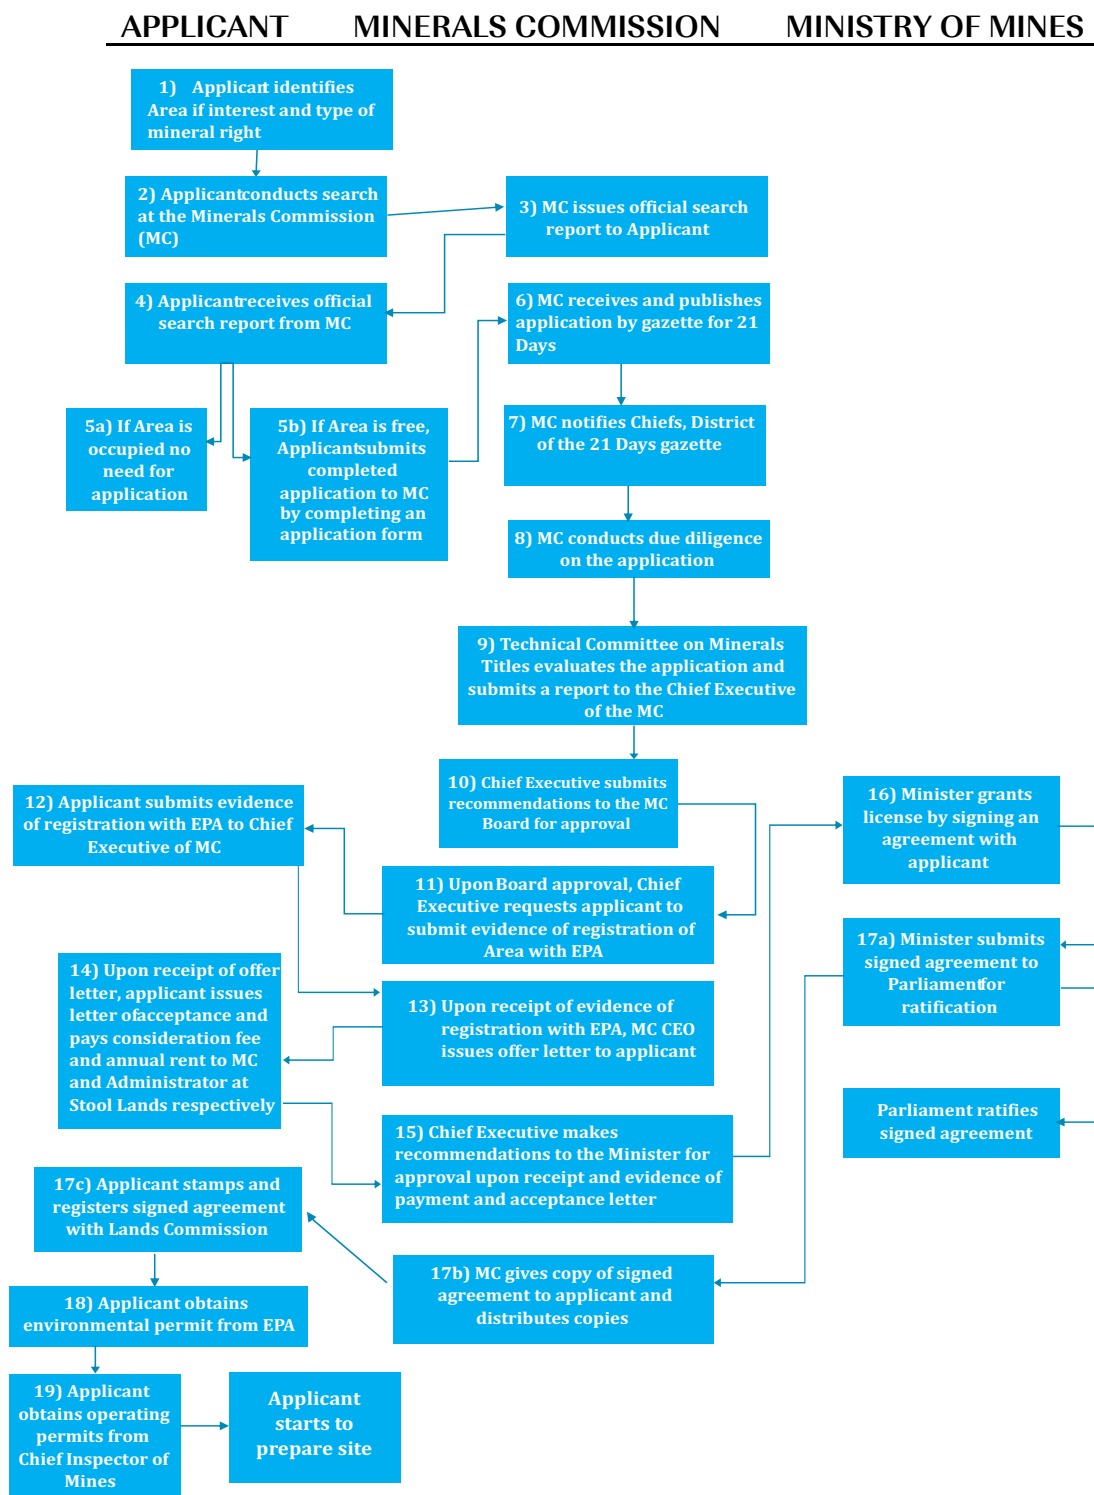 APPLICANT MINERALS COMMISSION MINISTRY OF MINES
1) Applicant identifies
Area if interest and type of
mineral right
2) Applicantconducts search
at the Minerals Commission
(MC)
3) MC issues official search
report to Applicant
4) Applicantreceives official
search report from MC
6) MC receives and publishes
application by gazette for 21
Days
5a) If Area is
occupied no
need for
application
5b) If Area is free,
Applicantsubmits
completed
application to MC
by completing an
application form
7) MC notifies Chiefs, District
of the 21 Days gazette
8) MC conducts due diligence
on the application
9) Technical Committee on Minerals
Titles evaluates the application and
submits a report to the Chief Executive
of the MC
10) Chief Executive submits
recommendations to the MC
Board for approval
12) Applicant submits evidence
of registration with EPA to Chief
Executive of MC
16) Minister grants
license by signing an
agreement with
applicant
11) Upon Board approval, Chief
Executive requests applicant to
submit evidence of registration of
Area with EPA
17a) Minister submits
signed agreement to
Parliamentfor
ratification
14) Upon receipt of offer
letter, applicant issues
letter ofacceptance and
pays consideration fee
and annual rent to MC
and Administrator at
Stool Lands respectively
13) Upon receipt of evidence of
registration with EPA, MC CEO
issues offer letter to applicant
Parliament ratifies
signed agreement
15) Chief Executive makes
recommendations to the Minister for
approval upon receipt and evidence of
payment and acceptance letter
17c) Applicant stamps and
registers signed agreement
with Lands Commission
17b) MC gives copy of signed
agreement to applicant and
distributes copies
18) Applicant obtains
environmental permit from EPA
19) Applicant
obtains operating
permits from
Chief Inspector of
Mines
Applicant
starts to
prepare site